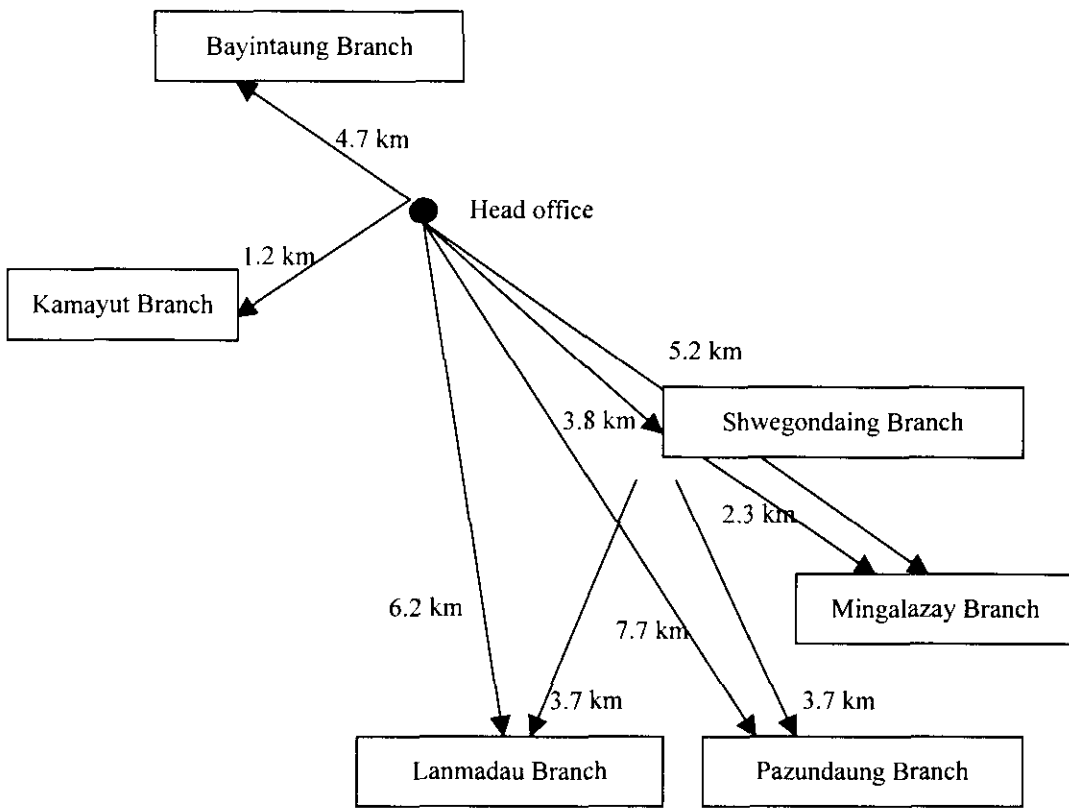 Bayintaung Branch
4.7 km
Head office
1.2 km
Kamayut Branch
5.2 km
3.8 km
Shwegondaing Branch
2.3 km
6.2 km
7.7 km
Mingalazay Branch
3.7 km
3.7 km
Lanmadau Branch
Pazundaung Branch